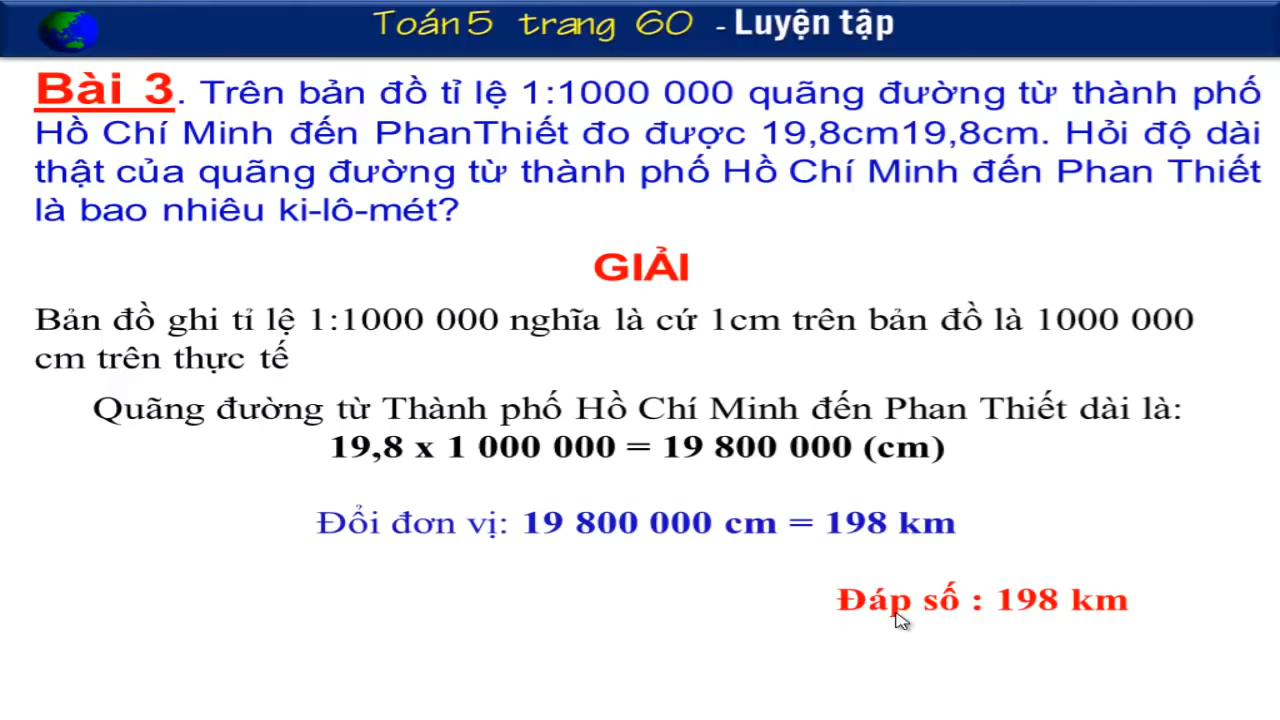 Toán 5 trang 60 - Luyện tập
Bài 3. Trên bản đồ tỉ lệ 1:1000 000 quãng đường từ thành phố
Hồ Chí Minh đến PhanThiết đo được 19,8cm19,8cm. Hỏi độ dài
thật của quãng đường từ thành phố Hồ Chí Minh đến Phan Thiết
là bao nhiêu ki-lô-mét?
GIẢI
Bản đồ ghi tỉ lệ 1:1000 000 nghĩa là cứ 1cm trên bản đồ là 1000 000
cm trên thực tế
Quãng đường từ Thành phố Hồ Chí Minh đến Phan Thiết dài là:
19,8 x 1 000 000 = 19 800 000 (cm)
Đổi đơn vị: 19 800 000 cm = 198 km
Đáp số : 198 km